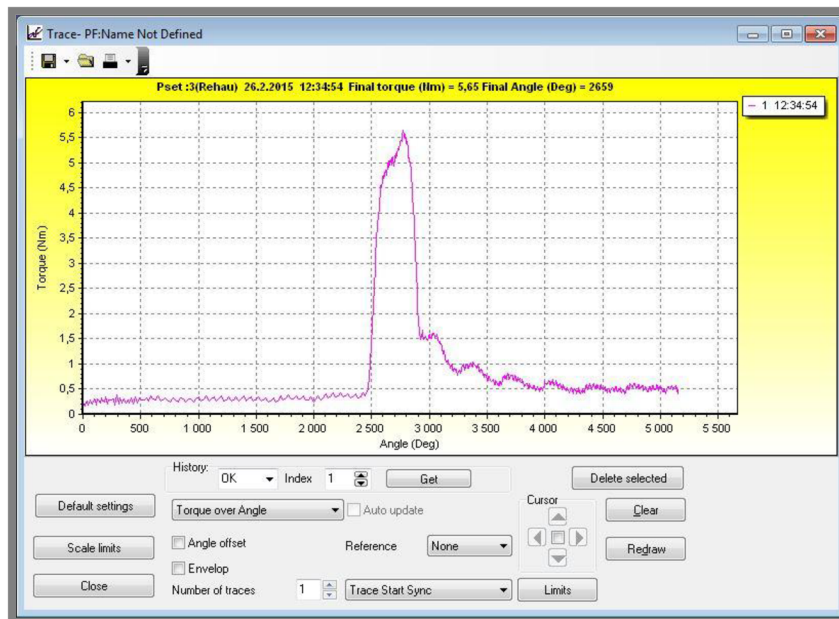 Trace- PF:Name Not Defined
Pset :3(Rehau) 26.2.2015 12:34:54 Final torque (Nm) = 5,65 Final Angle (Deg) = 2659
1 12:34:54
6
5,5
5
4,5
4
3,5
3
2,5
2
1,5
1
0,5
0
Torque (Nm)
0 500 1 000 1 500 2 000 2 500 3 000 3 500 4 000 4 500 5 000 5 500
Angle (Deg)
History: OK Index 1 Get Delete selected
Default settings Torque over Angle Auto update Cursor Clear
Scale limits Angle offset Reference None Redraw
Envelop
Close Number of traces 1 Trace Start Sync Limits